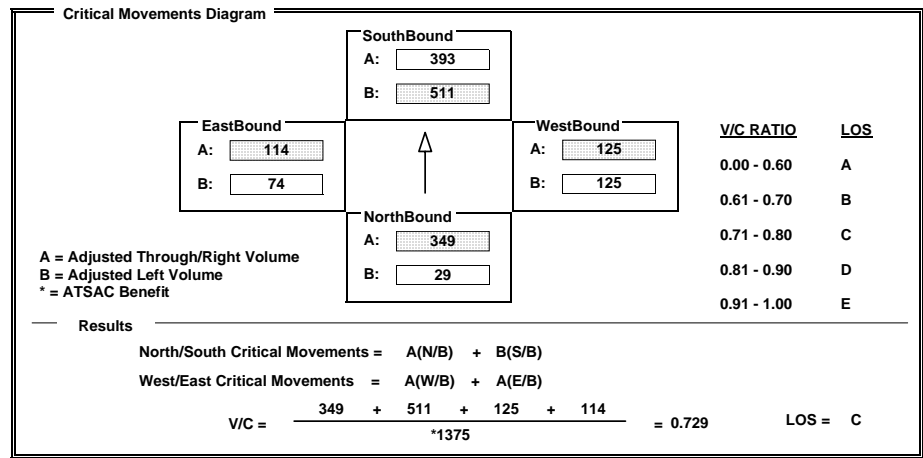 Critical Movements Diagram
SouthBound
A: 393
B: 511
EastBound
A: 114
B: 74
WestBound
A: 125
B: 125
NorthBound
A: 349
B: 29
V/C RATIO LOS
0.00 - 0.60 A
0.61 - 0.70 B
0.71 - 0.80 C
0.81 - 0.90 D
0.91 - 1.00 E
A = Adjusted Through/Right Volume
B = Adjusted Left Volume
* = ATSAC Benefit
Results
North/South Critical Movements = A(N/B) + B(S/B)
West/East Critical Movements = A(W/B) + A(E/B)
V/C = 349 + 511 + 125 + 114 = 0.729 LOS = C
*1375